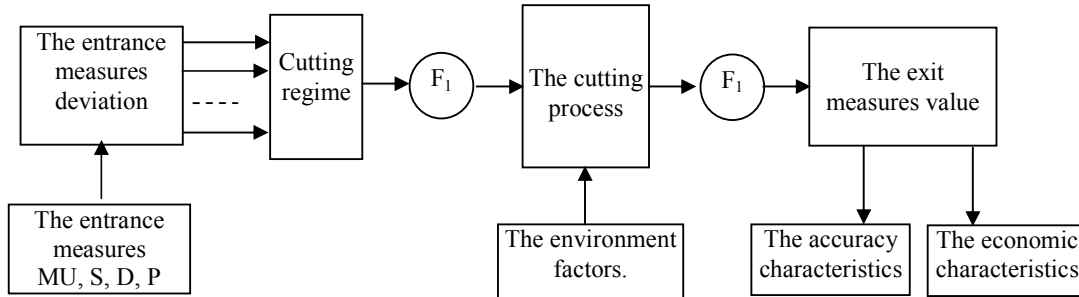 The entrance
measures
deviation
Cutting
regime
F1
The cutting
process
F1
The exit
measures value
The entrance
measures
MU, S, D, P
The environment
factors.
The accuracy
characteristics
The economic
characteristics